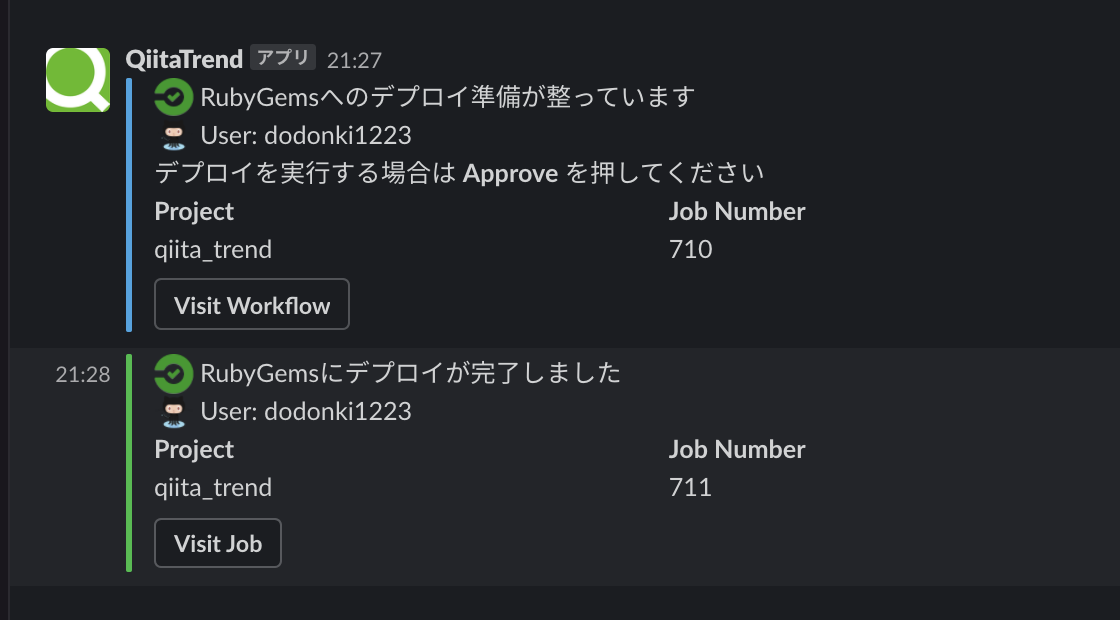 QiitaTrend アプリ 21:27
RubyGemsへのデプロイ準備が整っています
User: dodonki1223
デプロイを実行する場合は Approve を押してください
Project Job Number
qiita_trend 710
Visit Workflow
21:28 RubyGemsにデプロイが完了しました
User: dodonki1223
Project Job Number
qiita_trend 711
Visit Job